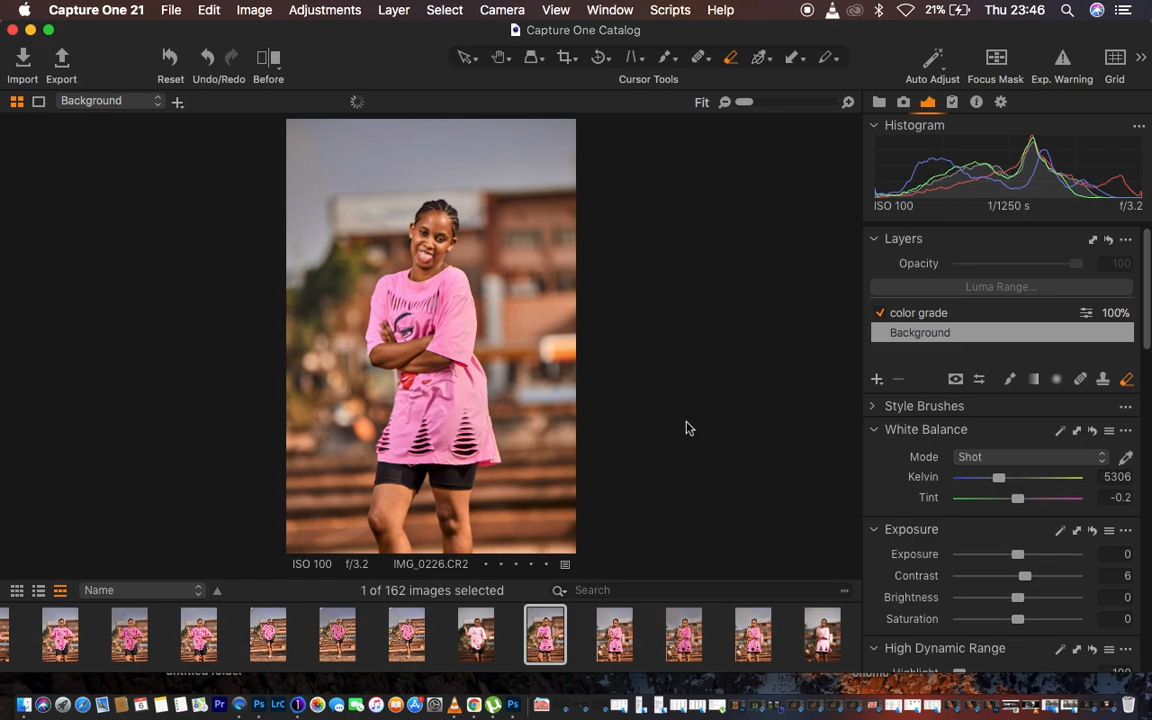 Capture One 21 File Edit Image Adjustments Layer Select Camera View Window Scripts Help 21% Thu 23:46
Capture One Catalog
Import Export Reset Undo/Redo Before Cursor Tools Auto Adjust Focus Mask Exp. Warning Grid
Background Fit
Histogram
ISO 100 1/1250 s f/3.2
Layers
Opacity 100
Luma Range...
color grade 100%
Background
Style Brushes
White Balance
Mode Shot
Kelvin 5306
Tint -0.2
Exposure
Exposure 0
Contrast 6
Brightness 0
Saturation 0
High Dynamic Range
ISO 100 f/3.2 IMG_0226.CR2
Name 1 of 162 images selected Search
Pr Ps LrC Ps